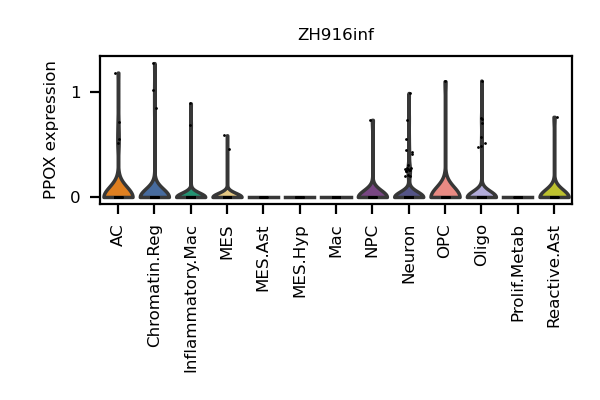 ZH916inf
PPOX expression
1
0
AC
Chromatin.Reg
Inflammatory.Mac
MES
MES.Ast
MES.Hyp
Mac
NPC
Neuron
OPC
Oligo
Prolif.Metab
Reactive.Ast